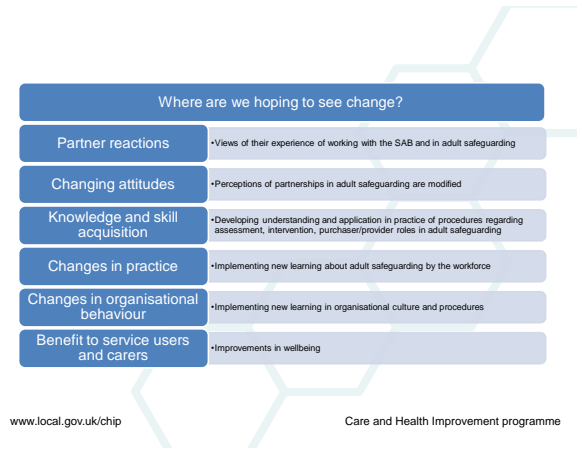 Where are we hoping to see change?
Partner reactions
•Views of their experience of working with the SAB and in adult safeguarding
Changing attitudes
•Perceptions of partnerships in adult safeguarding are modified
Knowledge and skill
acquisition
•Developing understanding and application in practice of procedures regarding
assessment, intervention, purchaser/provider roles in adult safeguarding
Changes in practice
•Implementing new learning about adult safeguarding by the workforce
Changes in organisational
behaviour
•Implementing new learning in organisational culture and procedures
Benefit to service users
and carers
•Improvements in wellbeing
www.local.gov.uk/chip
Care and Health Improvement programme